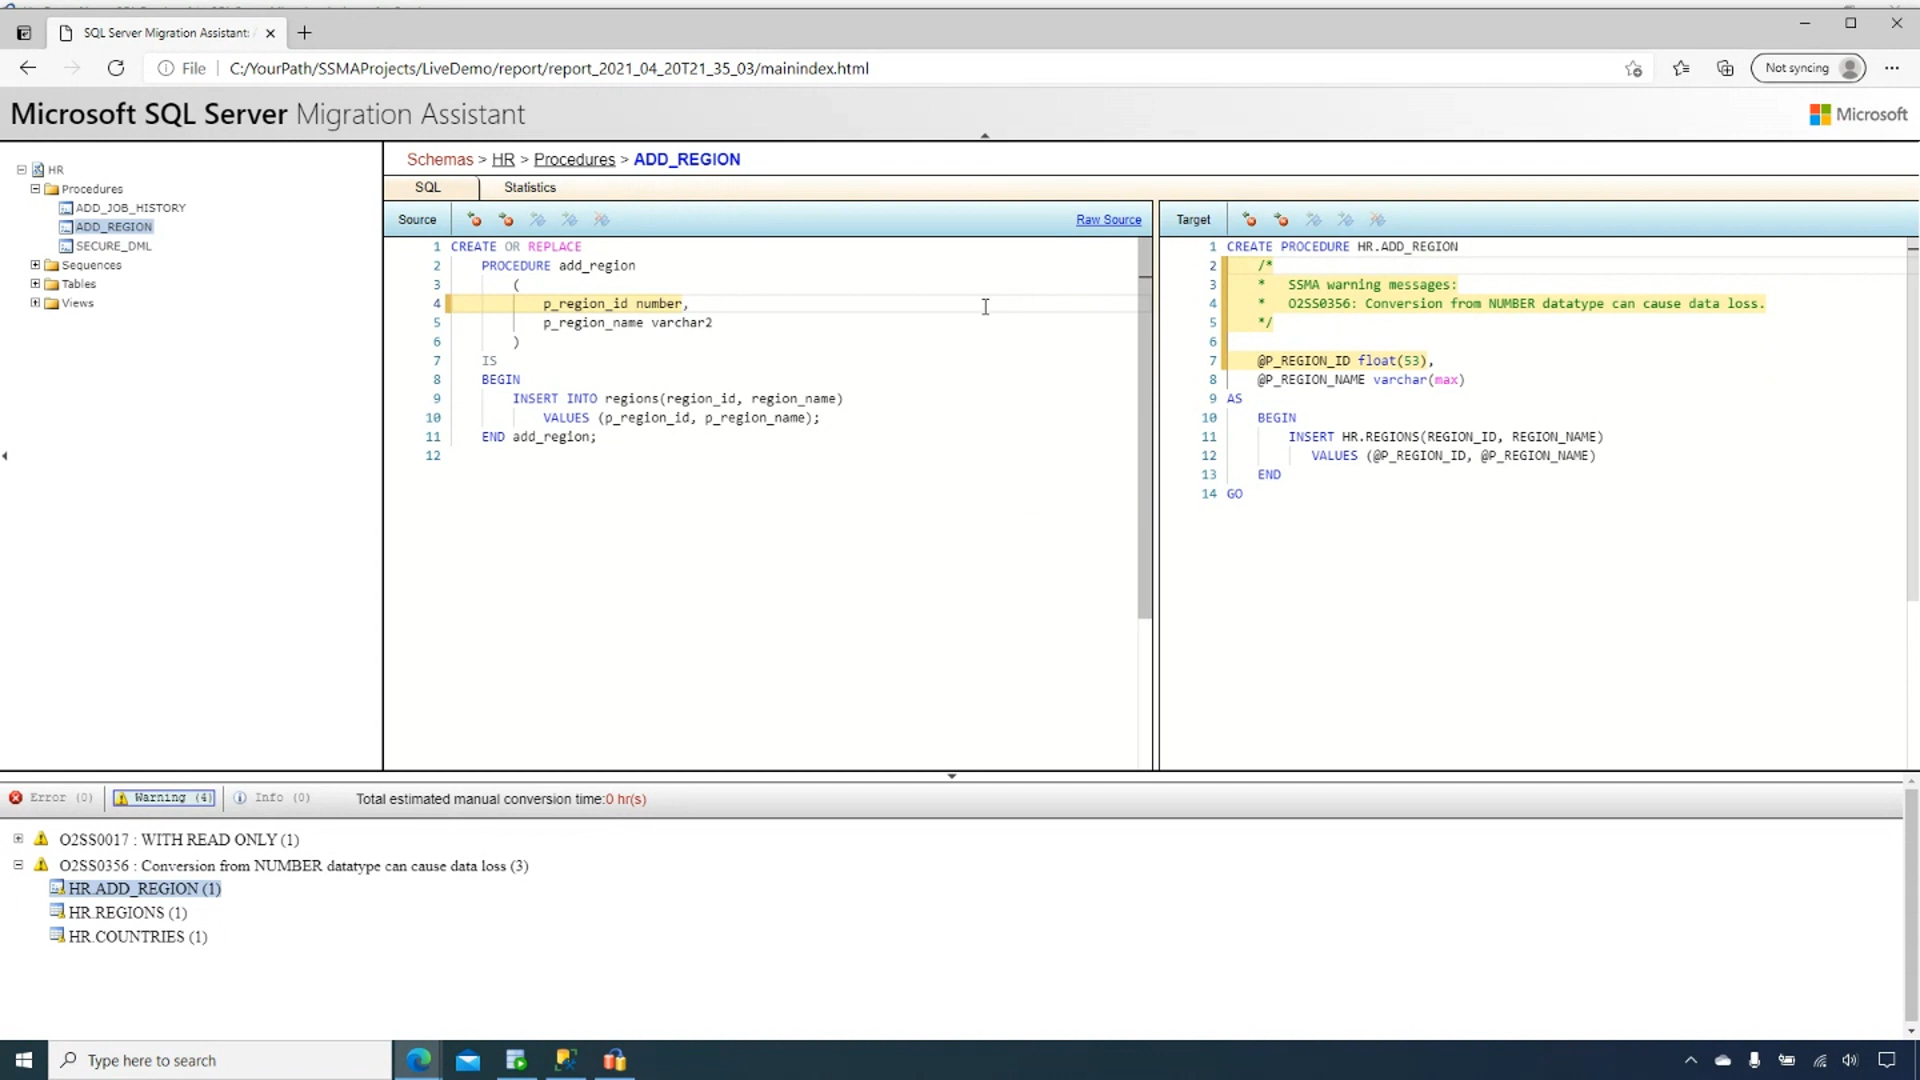 SQL Server Migration Assistant:
File
C:/YourPath/SSMAProjects/LiveDemo/report/report_2021_04_20T21_35_03/mainindex.html
Not syncing
Microsoft SQL Server Migration Assistant
Microsoft
HR
Procedures
ADD_JOB_HISTORY
ADD_REGION
SECURE_DML
Sequences
Tables
Views
Schemas > HR > Procedures > ADD_REGION
SQL
Statistics
Source
Raw Source
1 CREATE OR REPLACE
2 PROCEDURE add_region
3 (
4 p_region_id number,
5 p_region_name varchar2
6 )
7 IS
8 BEGIN
9 INSERT INTO regions(region_id, region_name)
10 VALUES (p_region_id, p_region_name);
11 END add_region;
12
Target
1 CREATE PROCEDURE HR.ADD_REGION
2 /*
3 * SSMA warning messages:
4 * O2SS0356: Conversion from NUMBER datatype can cause data loss.
5 */
6
7 @P_REGION_ID float(53),
8 @P_REGION_NAME varchar(max)
9 AS
10 BEGIN
11 INSERT HR.REGIONS(REGION_ID, REGION_NAME)
12 VALUES (@P_REGION_ID, @P_REGION_NAME)
13 END
14 GO
Error (0)
Warning (4)
Info (0)
Total estimated manual conversion time:0 hr(s)
O2SS0017 : WITH READ ONLY (1)
O2SS0356 : Conversion from NUMBER datatype can cause data loss (3)
HR.ADD_REGION (1)
HR.REGIONS (1)
HR.COUNTRIES (1)
Type here to search